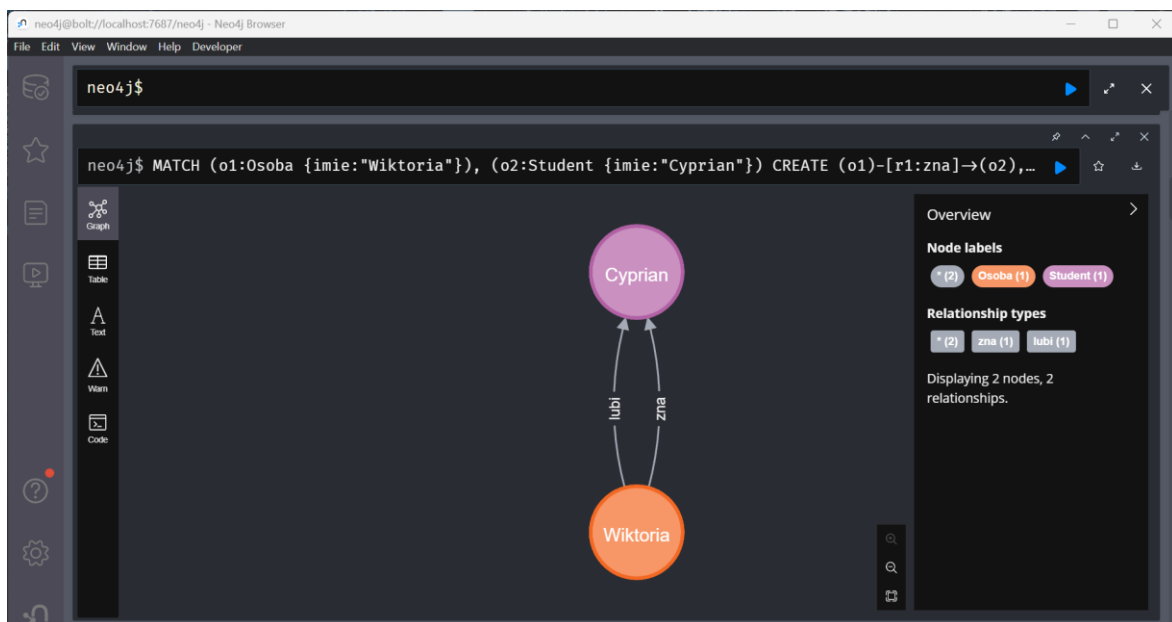 neo4j@bolt://localhost:7687/neo4j - Neo4j Browser
File Edit View Window Help Developer
neo4j$
neo4j$ MATCH (o1:Osoba {imie:"Wiktoria"}), (o2:Student {imie:"Cyprian"}) CREATE (o1)-[r1:zna]→(o2),…
Graph
Table
Text
Warn
Code
Cyprian
lubi
zna
Wiktoria
Overview
Node labels
* (2) Osoba (1) Student (1)
Relationship types
* (2) zna (1) lubi (1)
Displaying 2 nodes, 2
relationships.